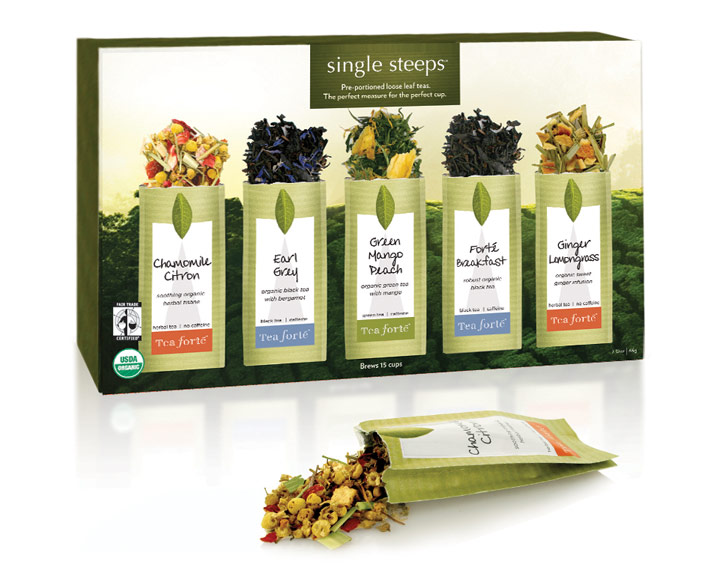 single steeps™
Pre-portioned loose leaf teas.
The perfect measure for the perfect cup.
Chamomile
Citron
soothing organic
herbal tisane
herbal tea | no caffeine
Tea forté®
Earl
Grey
organic black tea
with bergamot
black tea | caffeine
Tea forté®
Green
Mango
Peach
organic green tea
with mango
green tea | caffeine
Tea forté®
Forté
Breakfast
robust organic
black tea
black tea | caffeine
Tea forté®
Ginger
Lemongrass
organic sweet
ginger infusion
herbal tea | no caffeine
Tea forté®
FAIR TRADE
CERTIFIED
USDA
ORGANIC
Brews 15 cups
Chamomile
Citron